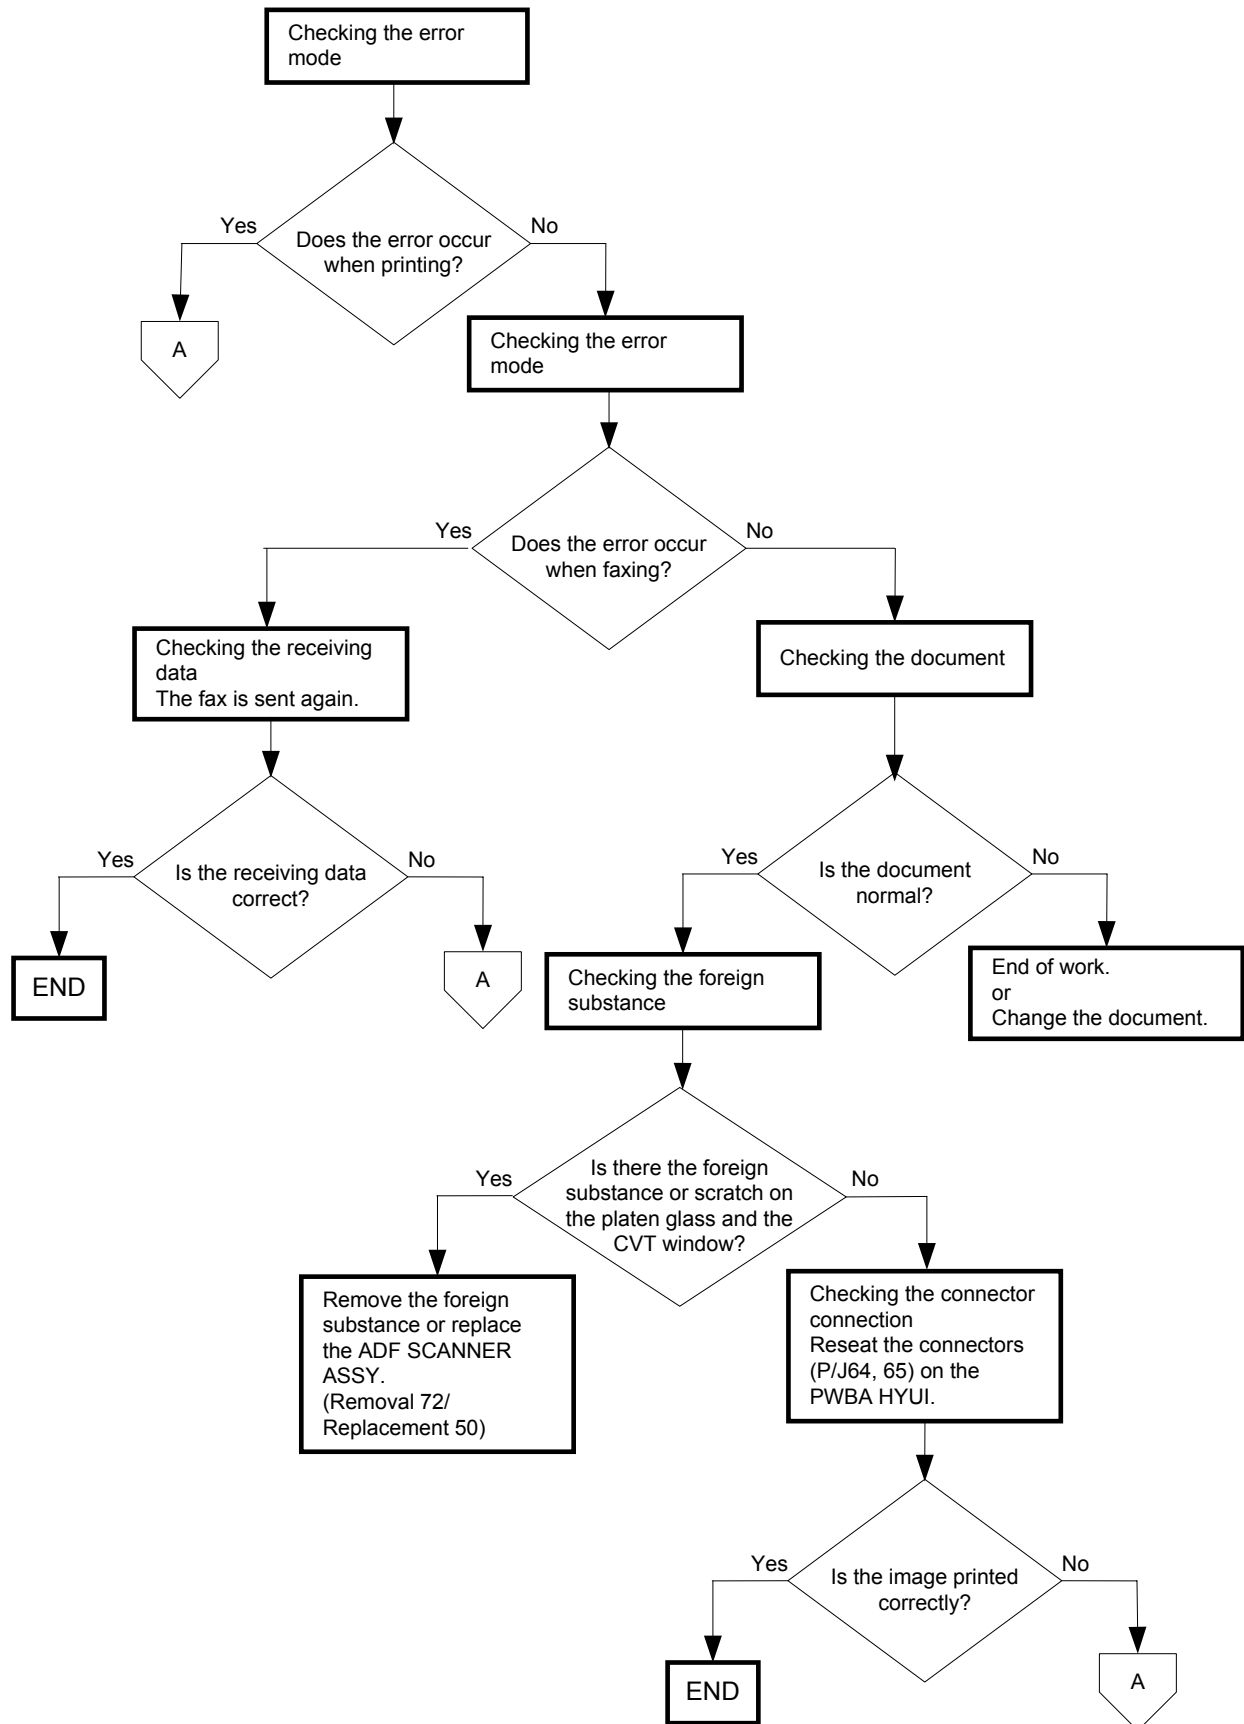 Checking the error
mode
Yes
No
Does the error occur
when printing?
A
Checking the error
mode
Yes
No
Does the error occur
when faxing?
Checking the receiving
data
The fax is sent again.
Checking the document
Yes
No
Is the receiving data
correct?
Yes
No
Is the document
normal?
END
A
Checking the foreign
substance
End of work.
or
Change the document.
Yes
No
Is there the foreign
substance or scratch on
the platen glass and the
CVT window?
Remove the foreign
substance or replace
the ADF SCANNER
ASSY.
(Removal 72/
Replacement 50)
Checking the connector
connection
Reseat the connectors
(P/J64, 65) on the
PWBA HYUI.
Yes
No
Is the image printed
correctly?
END
A